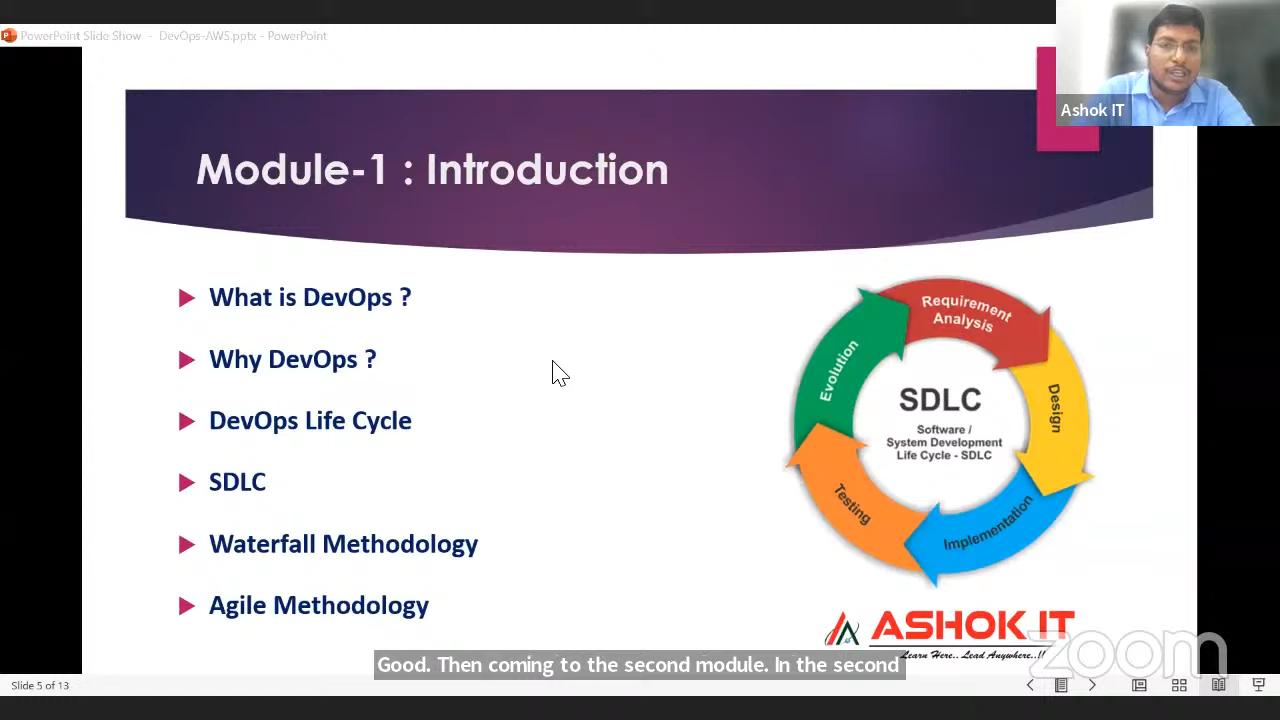 PowerPoint Slide Show - DevOps-AWS.pptx - PowerPoint
Ashok IT
Module-1 : Introduction
What is DevOps ?
Why DevOps ?
DevOps Life Cycle
SDLC
Waterfall Methodology
Agile Methodology
Requirement
Analysis
Design
Implementation
Testing
Evolution
SDLC
Software /
System Development
Life Cycle - SDLC
ASHOK IT
Learn Here.. Lead Anywhere..!!
zoom
Good. Then coming to the second module. In the second
Slide 5 of 13